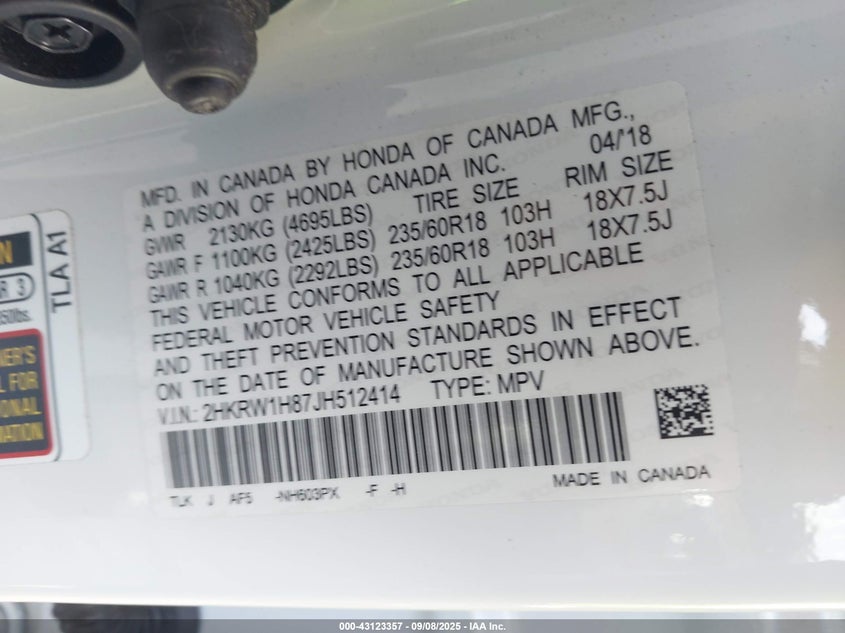 MFD. IN CANADA BY HONDA OF CANADA MFG.,
A DIVISION OF HONDA CANADA INC. 04/'18
GVWR 2130KG (4695LBS) TIRE SIZE RIM SIZE
GAWR F 1100KG (2425LBS) 235/60R18 103H 18X7.5J
GAWR R 1040KG (2292LBS) 235/60R18 103H 18X7.5J
THIS VEHICLE CONFORMS TO ALL APPLICABLE
FEDERAL MOTOR VEHICLE SAFETY
AND THEFT PREVENTION STANDARDS IN EFFECT
ON THE DATE OF MANUFACTURE SHOWN ABOVE.
V.I.N.: 2HKRW1H87JH512414 TYPE: MPV
TLK J AF5 -NH603PX -F -H
MADE IN CANADA
TLA A1
3
000-43123357 - 09/08/2025 - IAA Inc.